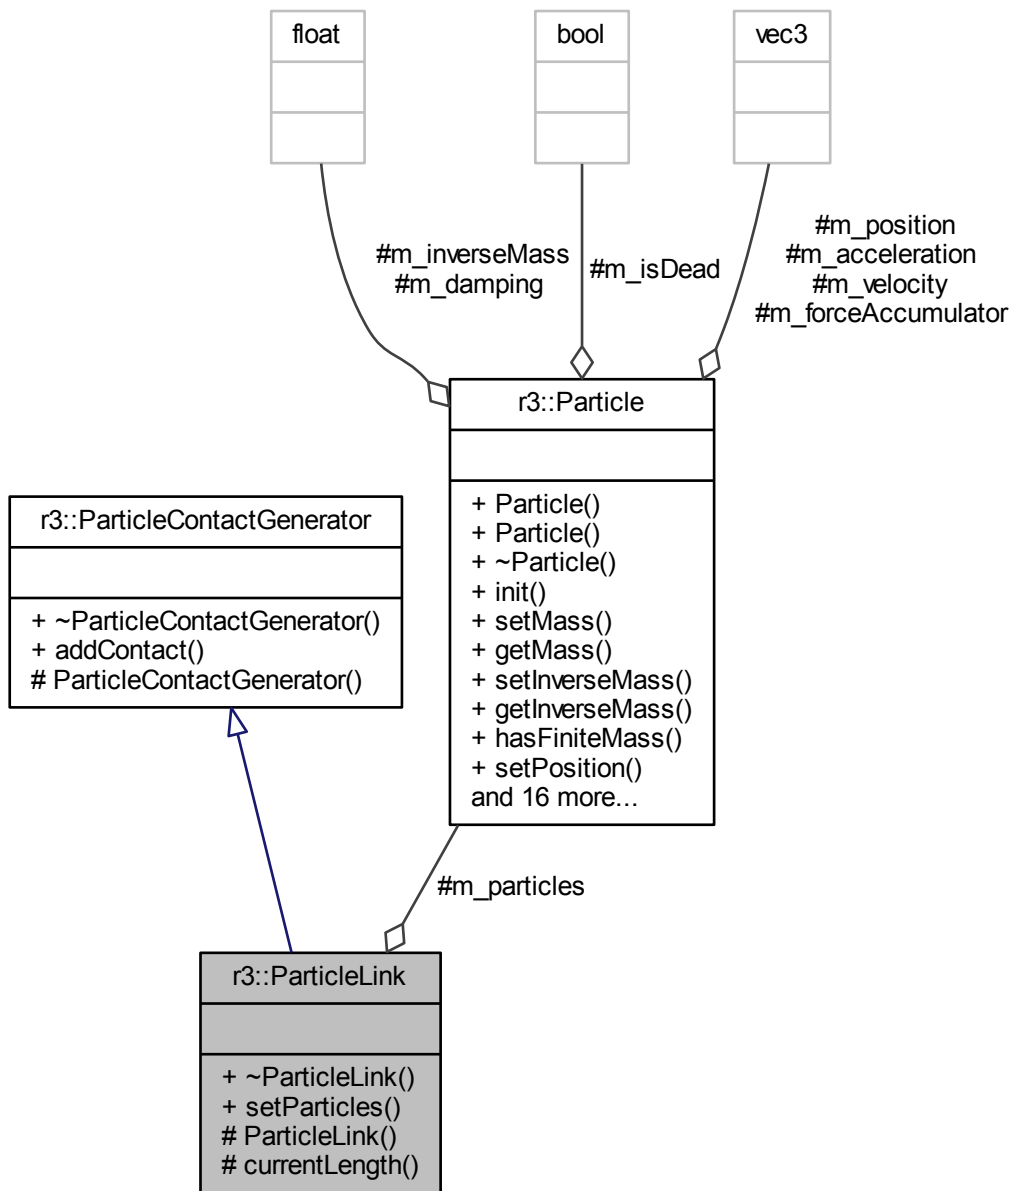 float
bool
vec3
#m_inverseMass
#m_damping
#m_isDead
#m_position
#m_acceleration
#m_velocity
#m_forceAccumulator
r3::Particle
+ Particle()
+ Particle()
+ ~Particle()
+ init()
+ setMass()
+ getMass()
+ setInverseMass()
+ getInverseMass()
+ hasFiniteMass()
+ setPosition()
and 16 more...
r3::ParticleContactGenerator
+ ~ParticleContactGenerator()
+ addContact()
# ParticleContactGenerator()
#m_particles
r3::ParticleLink
+ ~ParticleLink()
+ setParticles()
# ParticleLink()
# currentLength()